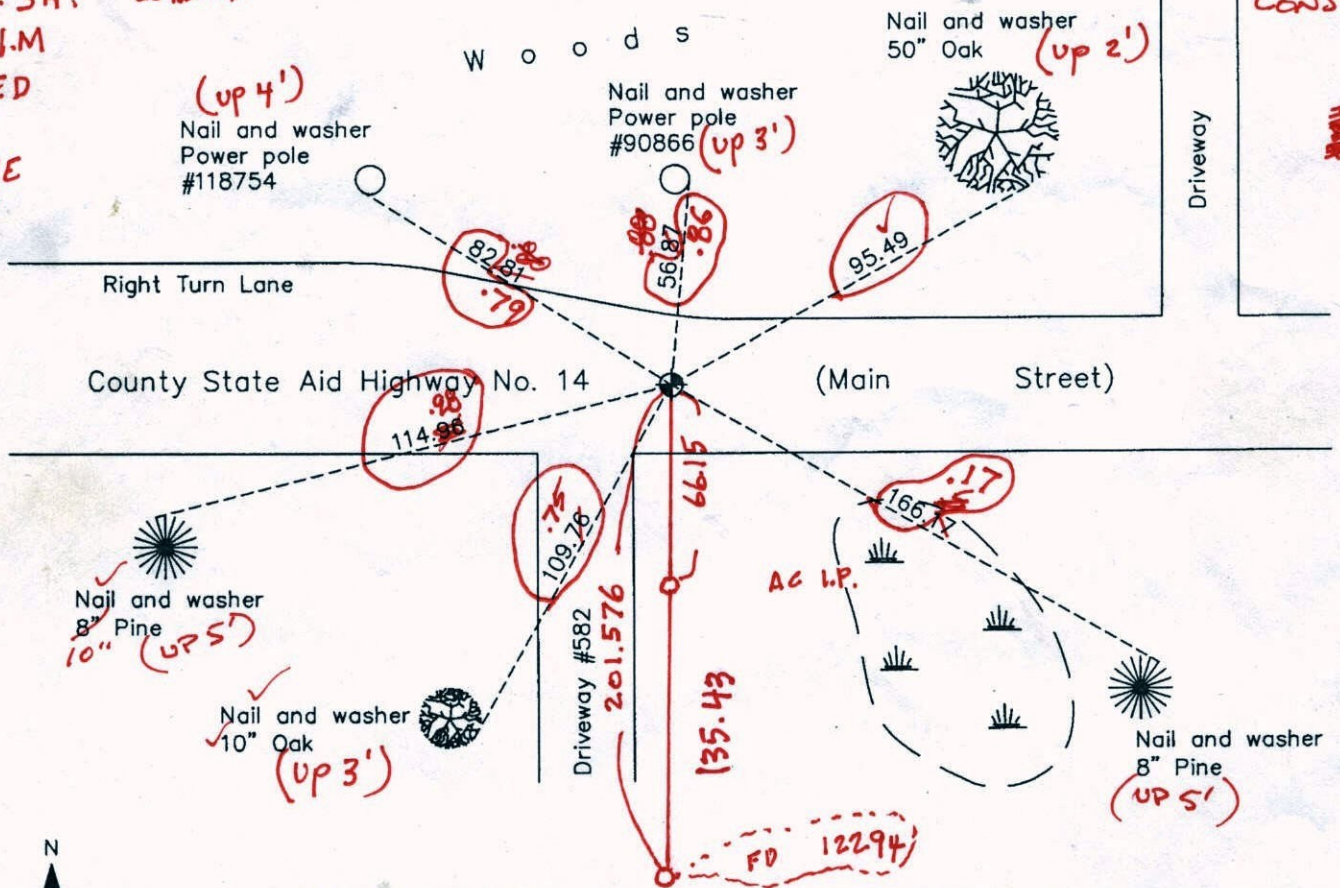 J.M
ED
E
CONS
W o o d s
(up 4')
Nail and washer
Power pole
#118754
Nail and washer
Power pole
#90866 (up 3')
Nail and washer
50" Oak (up 2')
Driveway
82.81
.79
56.87
.88
.86
95.49
Right Turn Lane
County State Aid Highway No. 14
(Main Street)
.98
114.96
.75
109.76
66.15
.17
166.17
AC I.P.
Nail and washer
8" Pine
10" (UP 5')
Nail and washer
10" Oak
(up 3')
Driveway #582
201.576
135.43
Nail and washer
8" Pine
(UP 5')
FD 12294
N